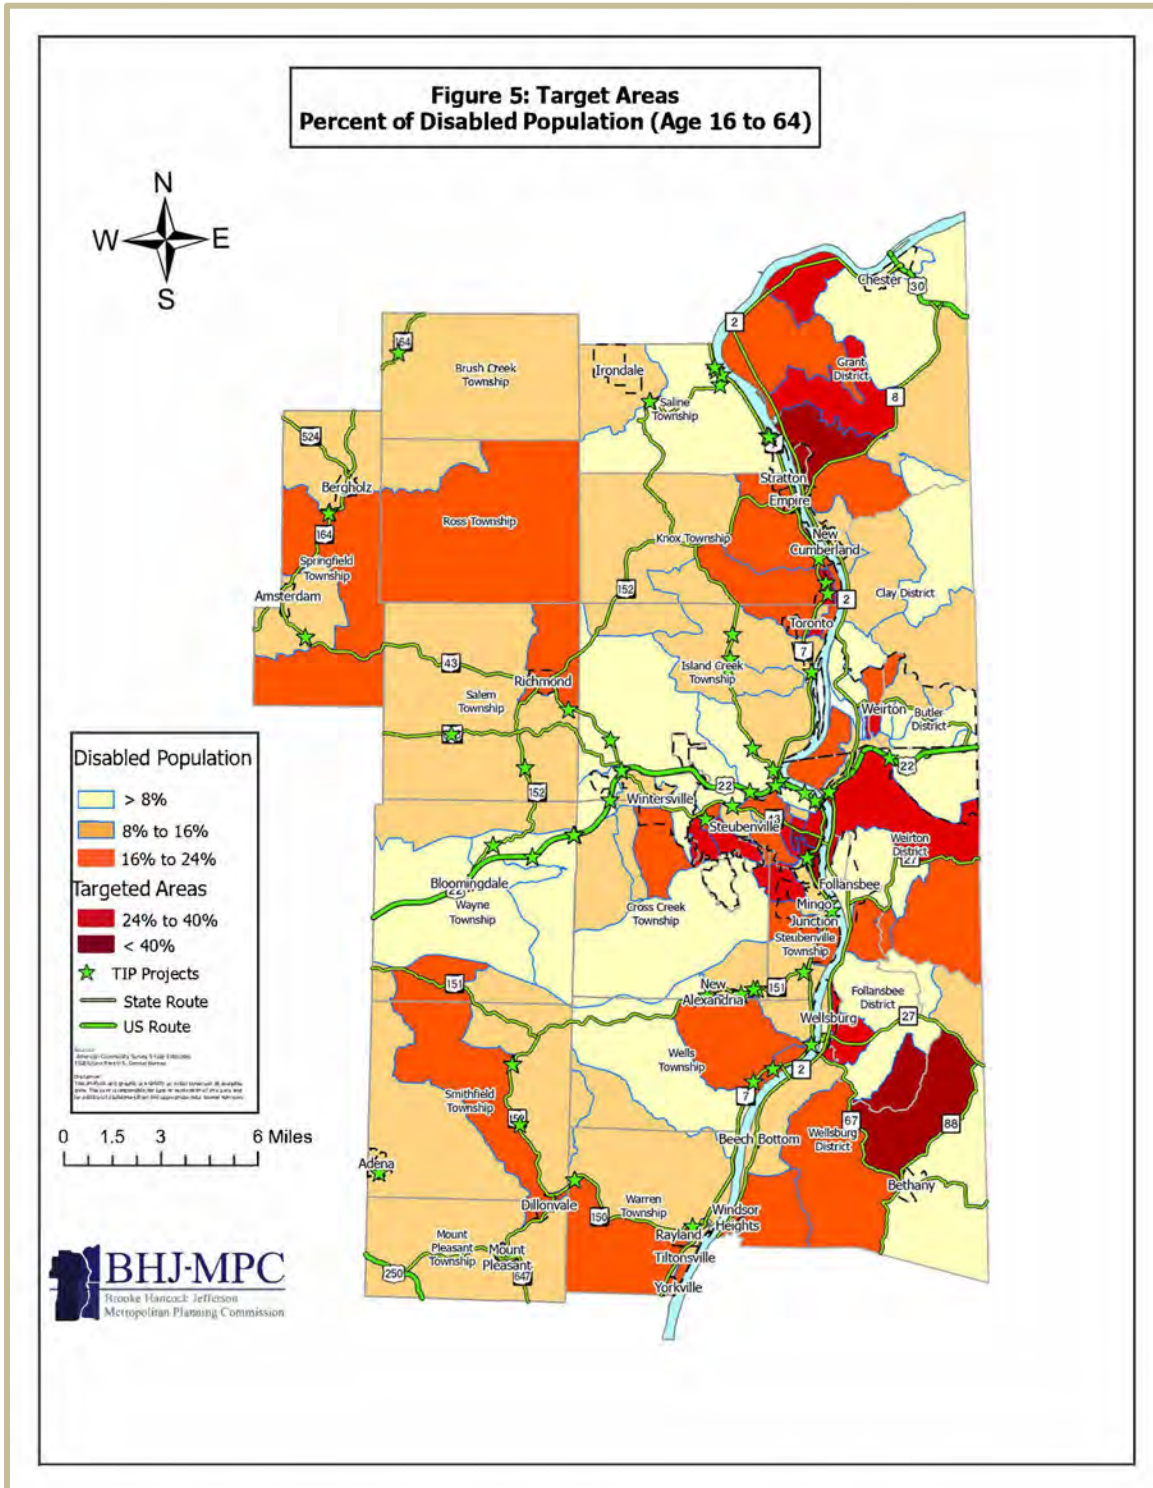 Figure 5: Target Areas
Percent of Disabled Population (Age 16 to 64)
N
W E
S
Chester
30
2
164
Brush Creek
Township
Irondale
Grant
District
8
Saline
Township
524
Bergholz
Stratton
Empire
Ross Township
164
Knox Township
New
Cumberland
Springfield
Township
Amsterdam
152
Clay District
2
Toronto
7
43
Island Creek
Township
Richmond
Salem
Township
Weirton
Butler
District
22
Disabled Population
> 8%
8% to 16%
16% to 24%
Targeted Areas
24% to 40%
< 40%
TIP Projects
State Route
US Route
152
22
Wintersville
Steubenville
43
Weirton
District
27
Bloomingdale
22
Wayne
Township
Follansbee
Cross Creek
Township
Mingo
Junction
Steubenville
Township
151
New
Alexandria
151
Follansbee
District
27
Wellsburg
Wells
Township
2
7
Smithfield
Township
Beech Bottom
67
Wellsburg
District
88
0 1.5 3 6 Miles
Adena
Bethany
Dillonvale
Warren
Township
150
Windsor
Heights
Rayland
Tiltonsville
Yorkville
Mount
Pleasant
Township
Mount
Pleasant
250
647
BHJ-MPC
Brooke Hancock Jefferson
Metropolitan Planning Commission